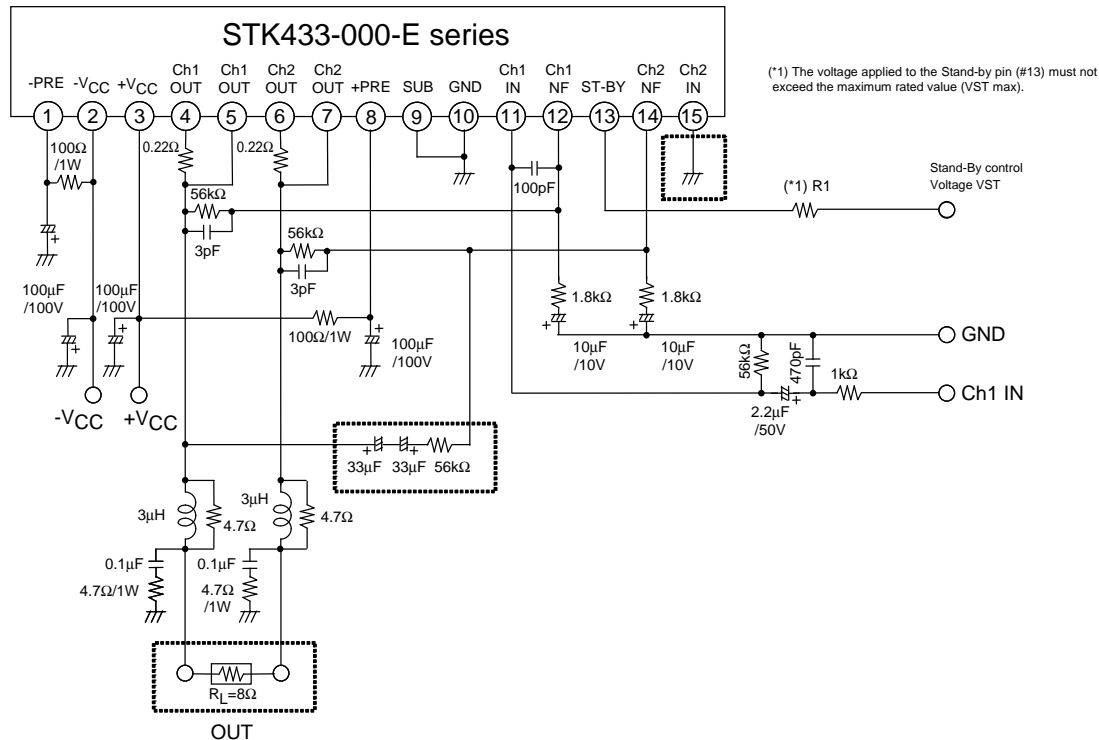 STK433-000-E series
-PRE
-VCC
+VCC
Ch1
OUT
Ch1
OUT
Ch2
OUT
Ch2
OUT
+PRE
SUB
GND
Ch1
IN
Ch1
NF
ST-BY
Ch2
NF
Ch2
IN
1
2
3
4
5
6
7
8
9
10
11
12
13
14
15
(*1) The voltage applied to the Stand-by pin (#13) must not
exceed the maximum rated value (VST max).
100Ω
/1W
0.22Ω
0.22Ω
100pF
Stand-By control
Voltage VST
(*1) R1
56kΩ
3pF
56kΩ
3pF
100µF
/100V
100µF
/100V
100Ω/1W
100µF
/100V
1.8kΩ
1.8kΩ
10µF
/10V
10µF
/10V
GND
56kΩ
470pF
1kΩ
Ch1 IN
2.2µF
/50V
-VCC
+VCC
33µF
33µF
56kΩ
3µH
4.7Ω
3µH
4.7Ω
0.1µF
4.7Ω/1W
0.1µF
4.7Ω
/1W
RL=8Ω
OUT
+
+
+
+
+
+
+
+
+